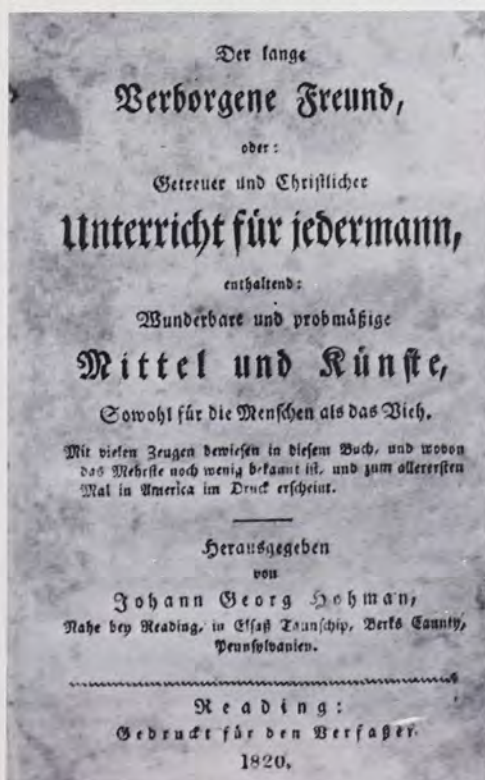 Der lange
Verborgene Freund,
oder:
Getreuer und Christlicher
Unterricht für jedermann,
enthaltend:
Wunderbare und probmäßige
Mittel und Künste,
Sowohl für die Menschen als das Vieh.
Mit vielen Zeugen bewiesen in diesem Buch, und wovon
das Mehrste noch wenig bekannt ist, und zum allerersten
Mal in America im Druck erscheint.
Herausgegeben
von
Johann Georg Hohman,
Nahe bey Reading, in Elsaß Taunschip, Berks Caunty,
Pennsylvanien.
Reading:
Gedruckt für den Verfaßer.
1820.